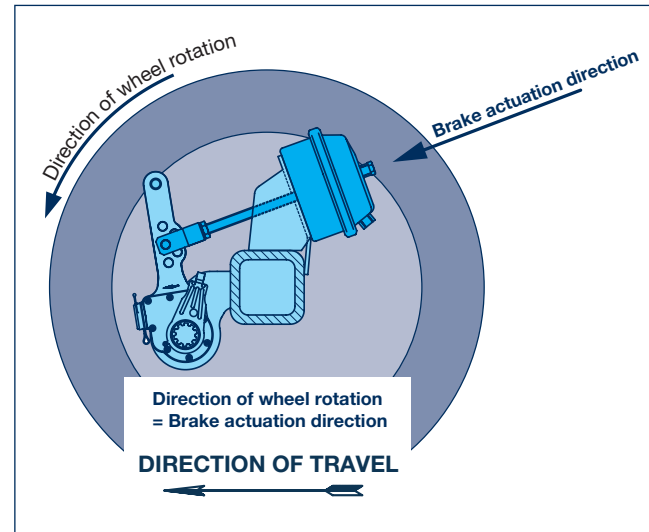 Direction of wheel rotation
Brake actuation direction
Direction of wheel rotation
= Brake actuation direction
DIRECTION OF TRAVEL